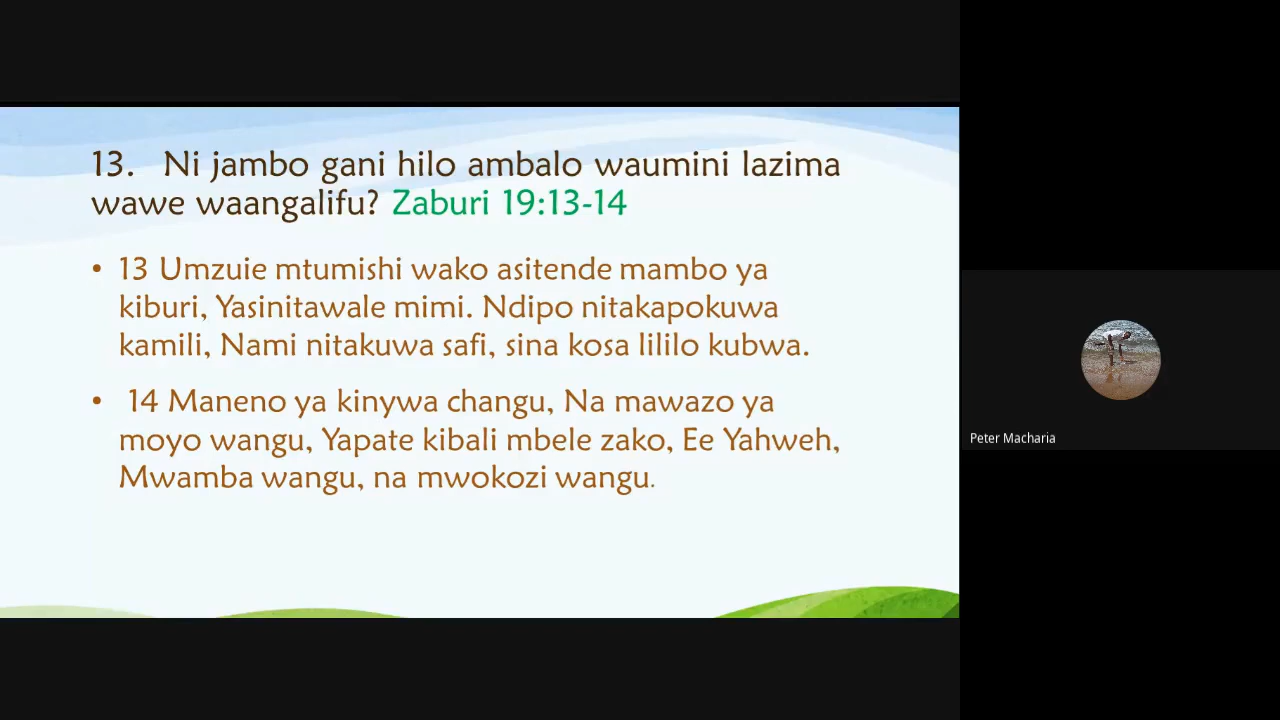 13. Ni jambo gani hilo ambalo waumini lazima
wawe waangalifu? Zaburi 19:13-14
• 13 Umzuie mtumishi wako asitende mambo ya
kiburi, Yasinitawale mimi. Ndipo nitakapokuwa
kamili, Nami nitakuwa safi, sina kosa lililo kubwa.
• 14 Maneno ya kinywa changu, Na mawazo ya
moyo wangu, Yapate kibali mbele zako, Ee Yahweh,
Mwamba wangu, na mwokozi wangu.
Peter Macharia